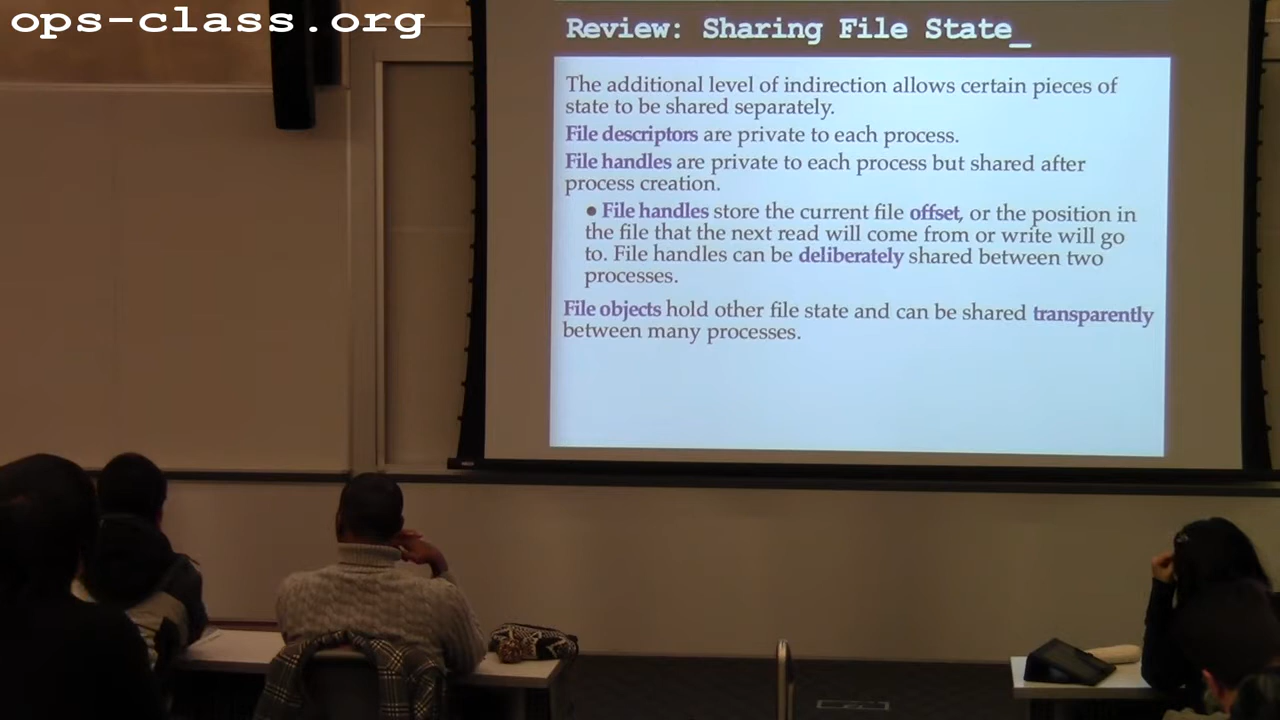 ops-class.org
Review: Sharing File State_
The additional level of indirection allows certain pieces of
state to be shared separately.
File descriptors are private to each process.
File handles are private to each process but shared after
process creation.
● File handles store the current file offset, or the position in
the file that the next read will come from or write will go
to. File handles can be deliberately shared between two
processes.
File objects hold other file state and can be shared transparently
between many processes.